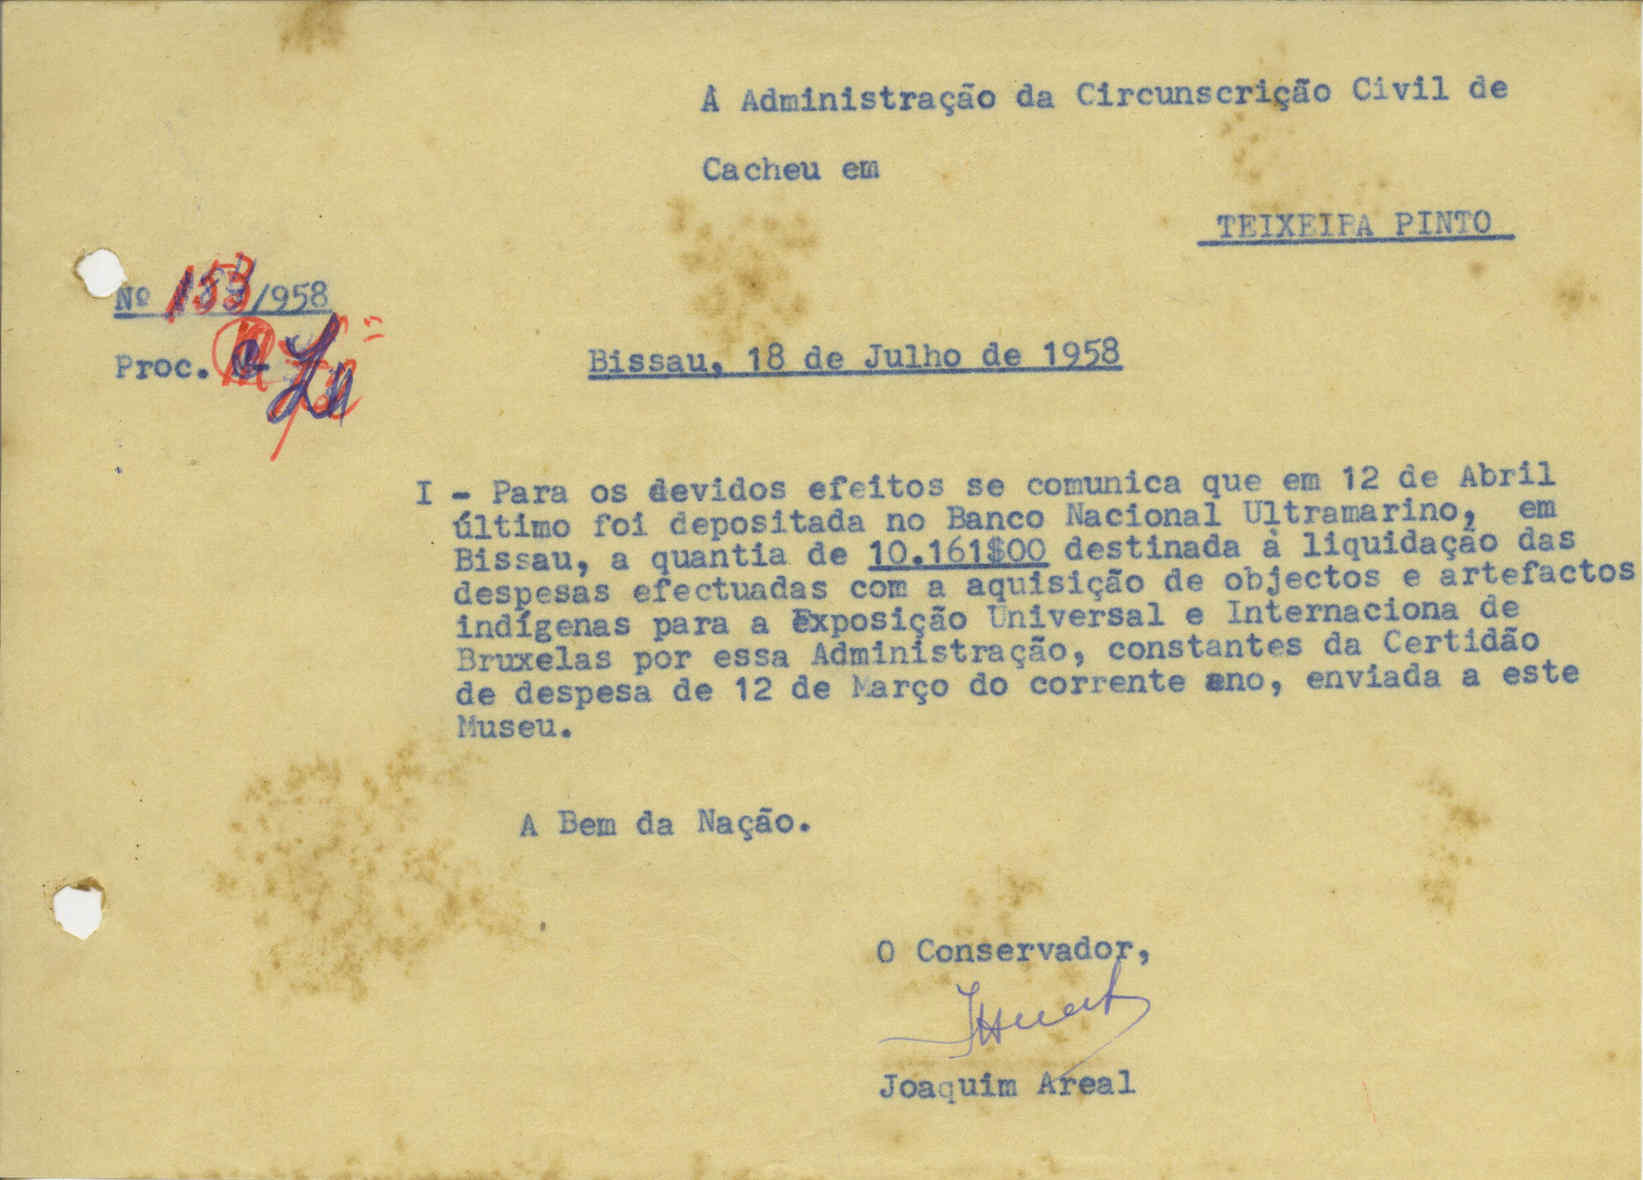 À Administração da Circunscrição Civil de
Cacheu em
TEIXEIRA PINTO
Nº 153/958
Proc.
Bissau, 18 de Julho de 1958
I - Para os devidos efeitos se comunica que em 12 de Abril
último foi depositada no Banco Nacional Ultramarino, em
Bissau, a quantia de 10.161$00 destinada à liquidação das
despesas efectuadas com a aquisição de objectos e artefactos
indígenas para a Exposição Universal e Internaciona de
Bruxelas por essa Administração, constantes da Certidão
de despesa de 12 de Março do corrente ano, enviada a este
Museu.
A Bem da Nação.
O Conservador,
Joaquim Areal